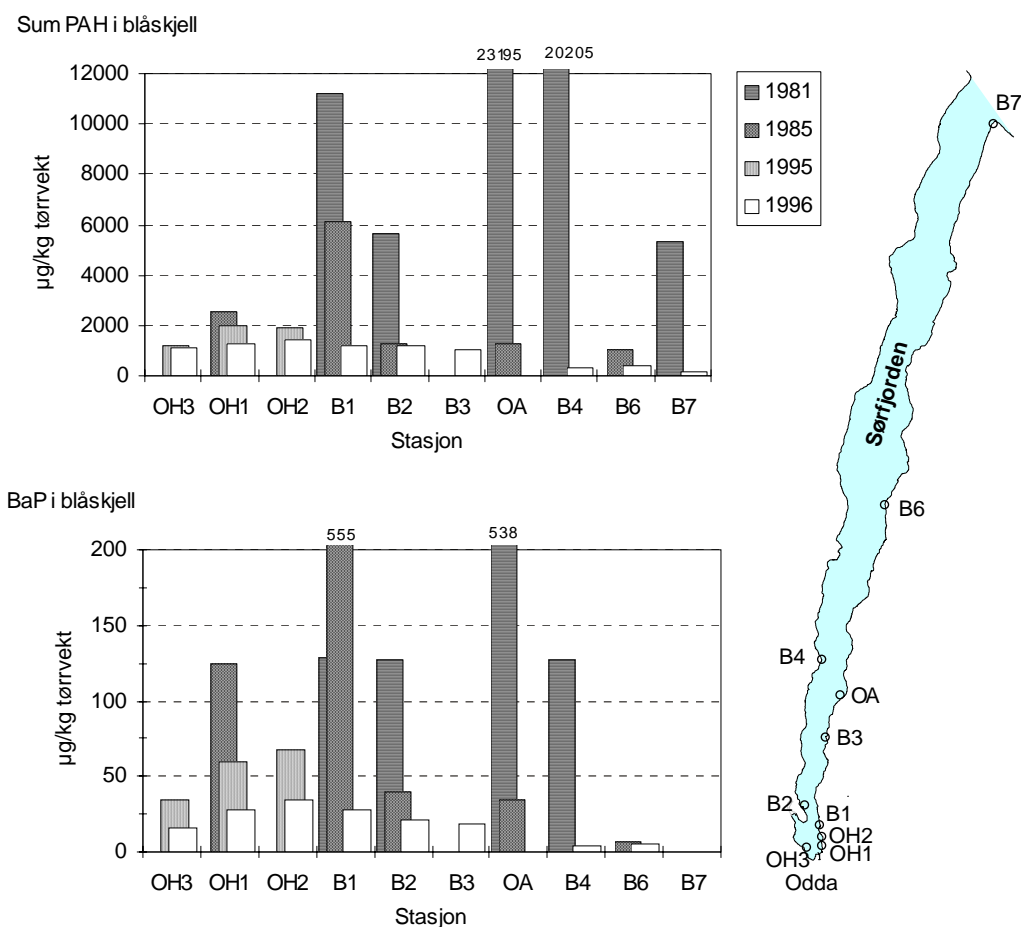 Sum PAH i blåskjell
23195 20205
12000
10000
8000
6000
4000
2000
0
µg/kg tørrvekt
OH3 OH1 OH2 B1 B2 B3 OA B4 B6 B7
Stasjon
1981
1985
1995
1996
BaP i blåskjell
555 538
200
150
100
50
0
µg/kg tørrvekt
OH3 OH1 OH2 B1 B2 B3 OA B4 B6 B7
Stasjon
B7
Sørfjorden
B6
B4
OA
B3
B2
B1
OH2
OH3 OH1
Odda